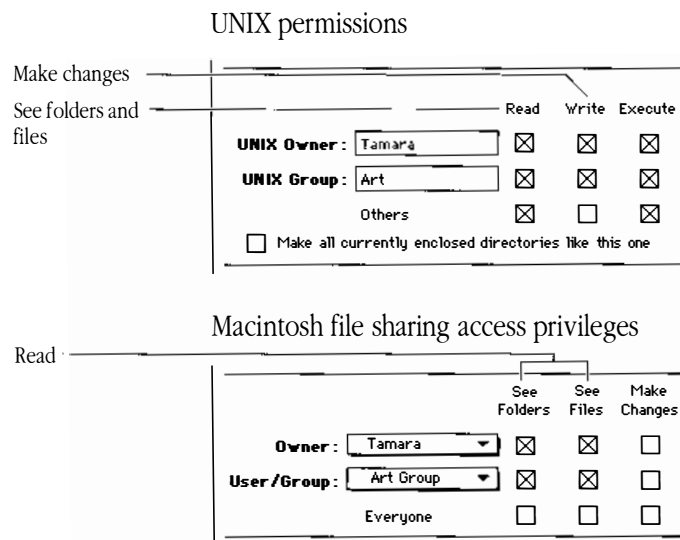 UNIX permissions
Make changes
See folders and
files
Read Write Execute
UNIX Owner: Tamara
UNIX Group: Art
Others
Make all currently enclosed directories like this one
Macintosh file sharing access privileges
Read
See See Make
Folders Files Changes
Owner: Tamara
User/Group: Art Group
Everyone